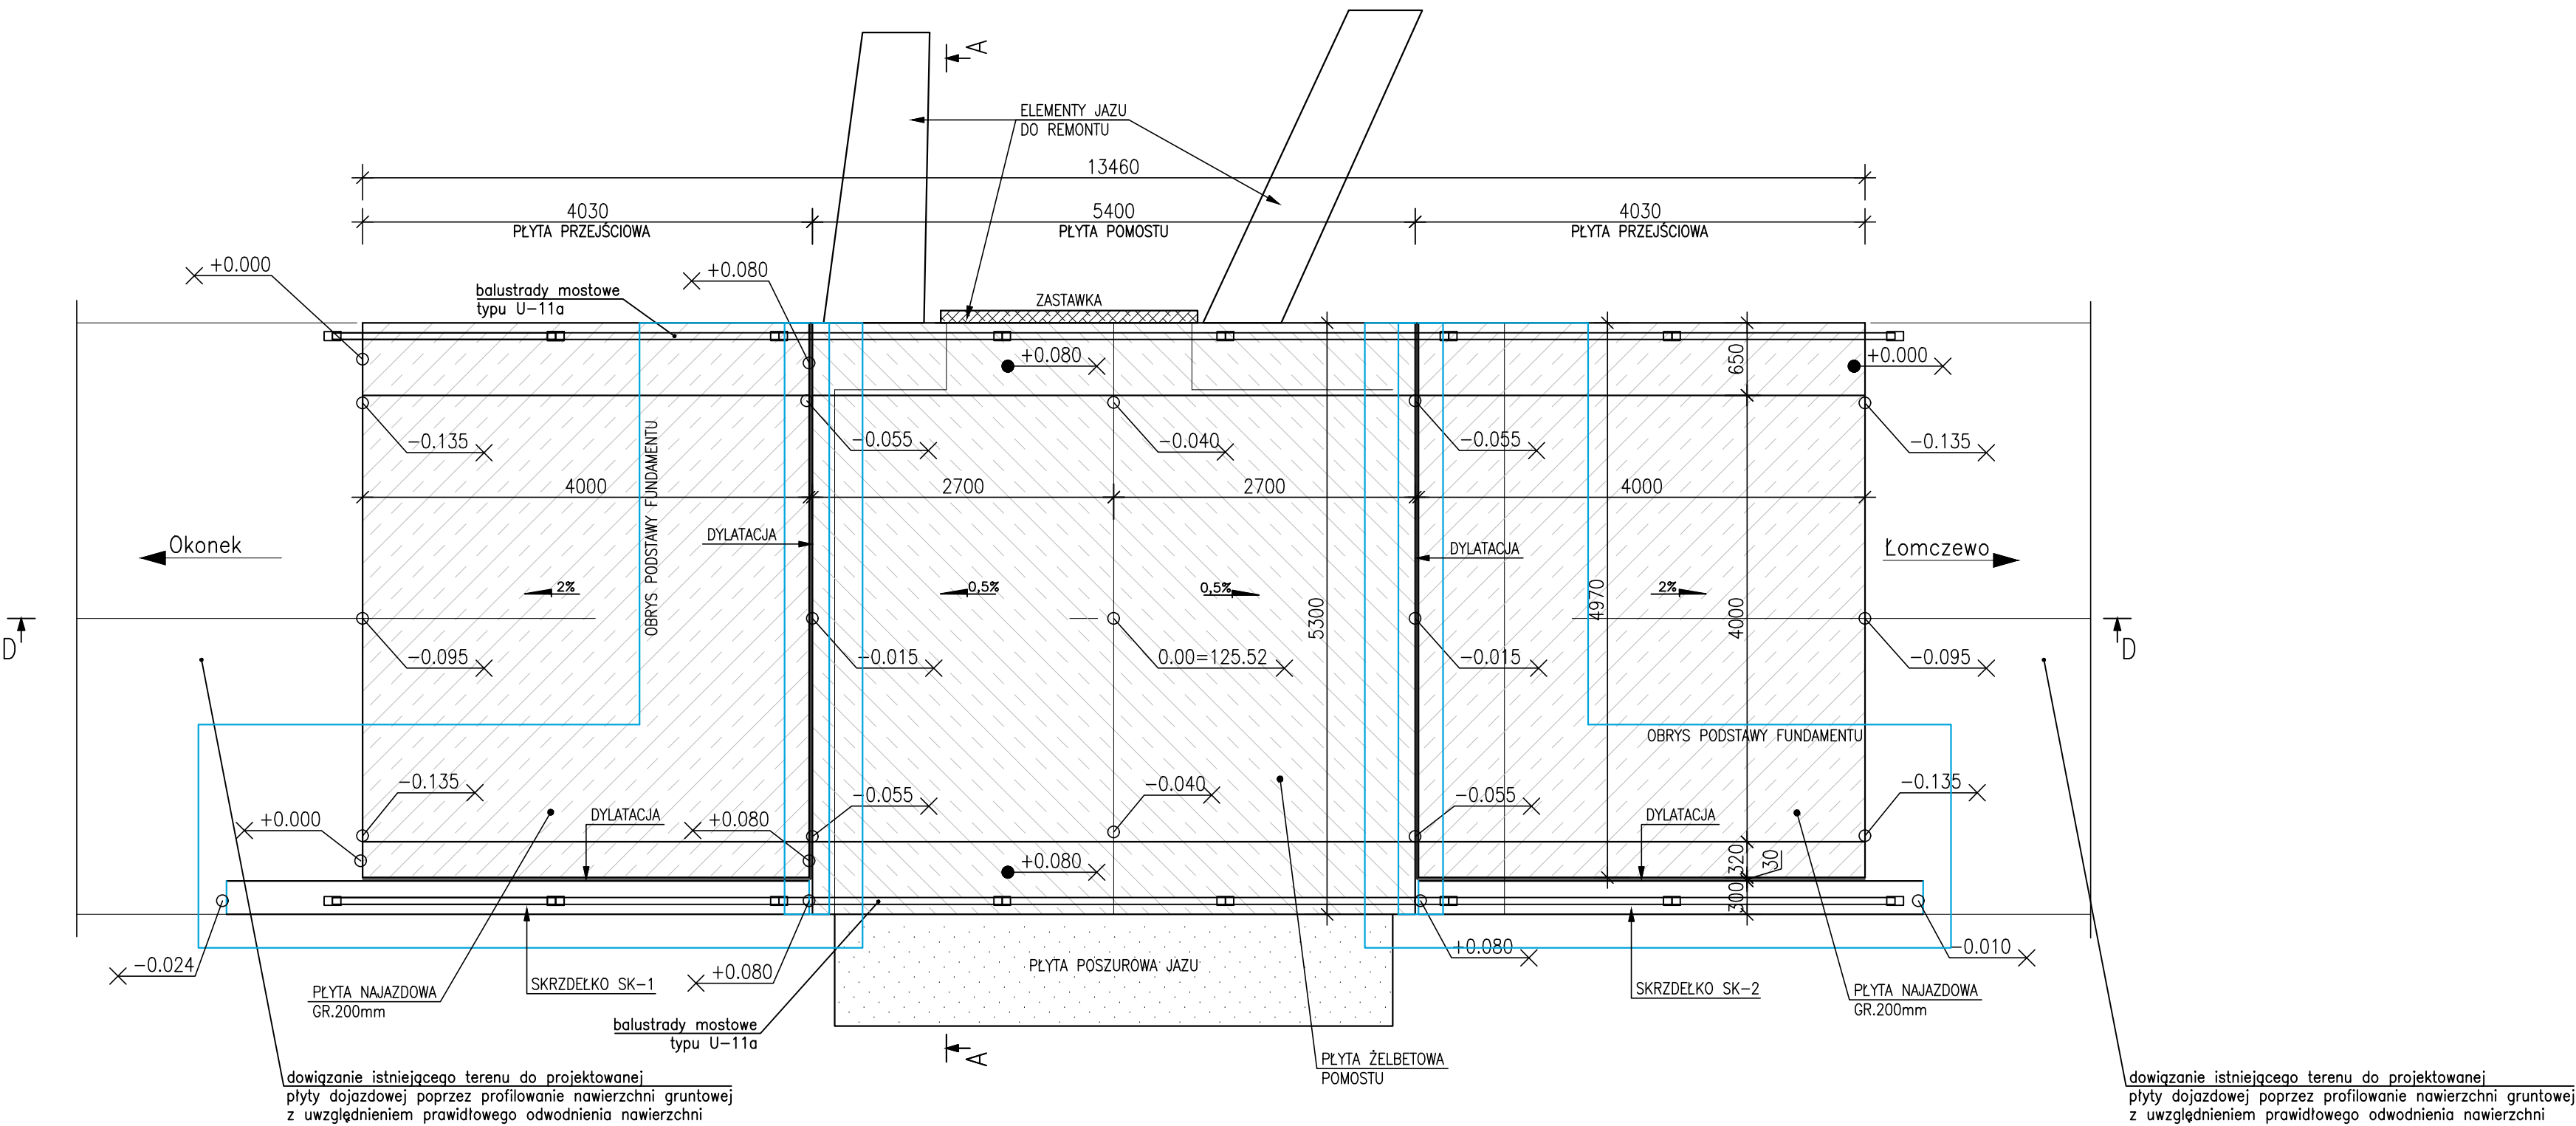 A
ELEMENTY JAZU
DO REMONTU
13460
4030
PŁYTA PRZEJŚCIOWA
5400
PŁYTA POMOSTU
4030
PŁYTA PRZEJŚCIOWA
+0.000
balustrady mostowe
typu U-11a
+0.080
ZASTAWKA
+0.080
650
+0.000
-0.135
-0.055
-0.040
-0.055
-0.135
OBRYS PODSTAWY FUNDAMENTU
4000
2700
2700
4000
Okonek
DYLATACJA
DYLATACJA
Łomczewo
2%
0,5%
0,5%
2%
5300
4970
4000
D
D
-0.095
-0.015
0.00=125.52
-0.015
-0.095
OBRYS PODSTAWY FUNDAMENTU
-0.135
-0.055
-0.040
-0.055
-0.135
+0.000
DYLATACJA
+0.080
DYLATACJA
+0.080
320
30
300
-0.024
+0.080
PŁYTA POSZUROWA JAZU
+0.080
-0.010
PŁYTA NAJAZDOWA
GR.200mm
SKRZDEŁKO SK-1
SKRZDEŁKO SK-2
PŁYTA NAJAZDOWA
GR.200mm
balustrady mostowe
typu U-11a
A
PŁYTA ŻELBETOWA
POMOSTU
dowiązanie istniejącego terenu do projektowanej
płyty dojazdowej poprzez profilowanie nawierzchni gruntowej
z uwzględnieniem prawidłowego odwodnienia nawierzchni
dowiązanie istniejącego terenu do projektowanej
płyty dojazdowej poprzez profilowanie nawierzchni gruntowej
z uwzględnieniem prawidłowego odwodnienia nawierzchni